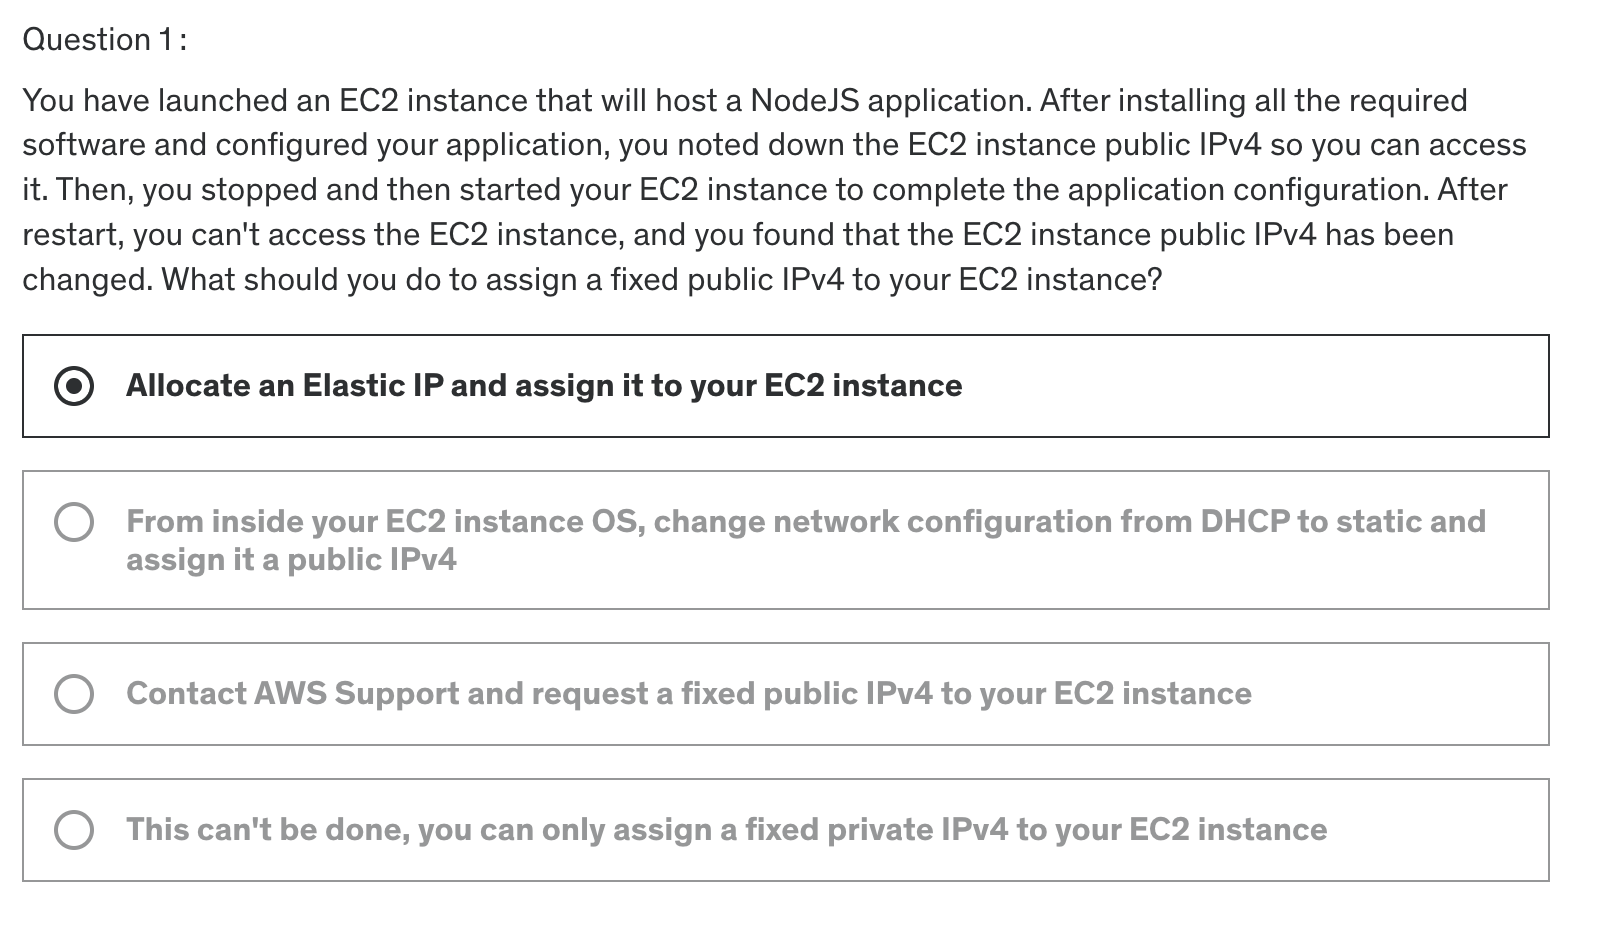 Question 1:
You have launched an EC2 instance that will host a NodeJS application. After installing all the required
software and configured your application, you noted down the EC2 instance public IPv4 so you can access
it. Then, you stopped and then started your EC2 instance to complete the application configuration. After
restart, you can't access the EC2 instance, and you found that the EC2 instance public IPv4 has been
changed. What should you do to assign a fixed public IPv4 to your EC2 instance?
Allocate an Elastic IP and assign it to your EC2 instance
From inside your EC2 instance OS, change network configuration from DHCP to static and
assign it a public IPv4
Contact AWS Support and request a fixed public IPv4 to your EC2 instance
This can't be done, you can only assign a fixed private IPv4 to your EC2 instance